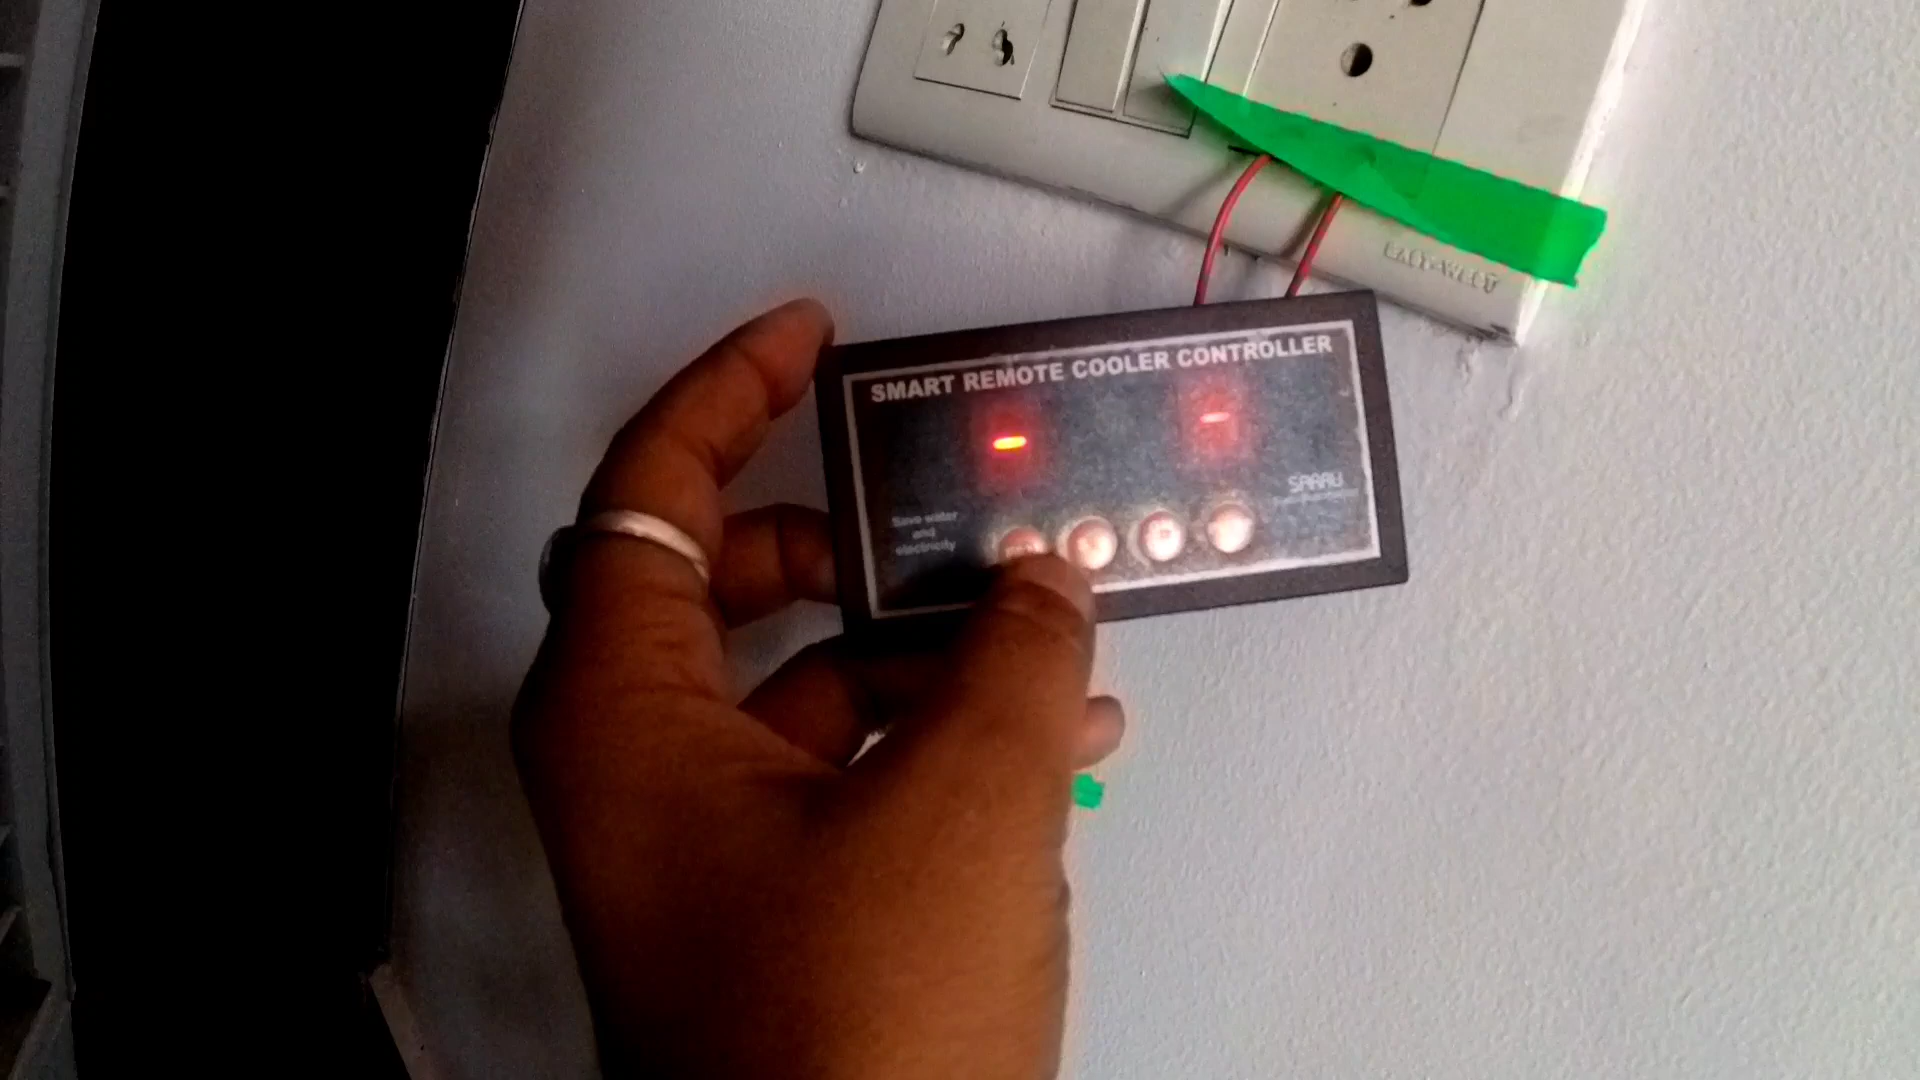 EAST-WEST
SMART REMOTE COOLER CONTROLLER
SAARU
Save water
and
electricity